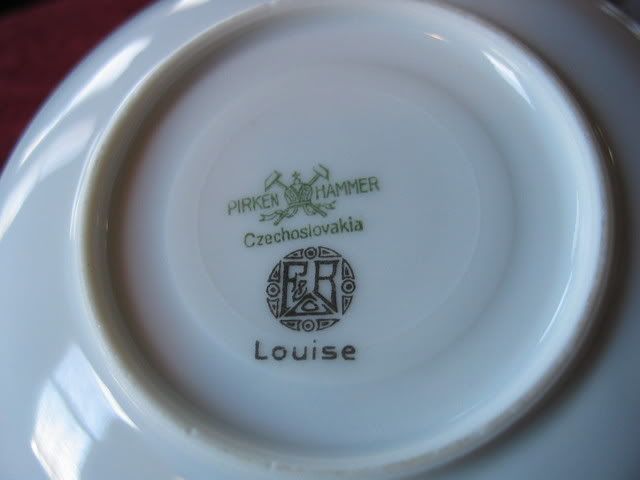 PIRKEN HAMMER
Czechoslovakia
E&B
C
Louise